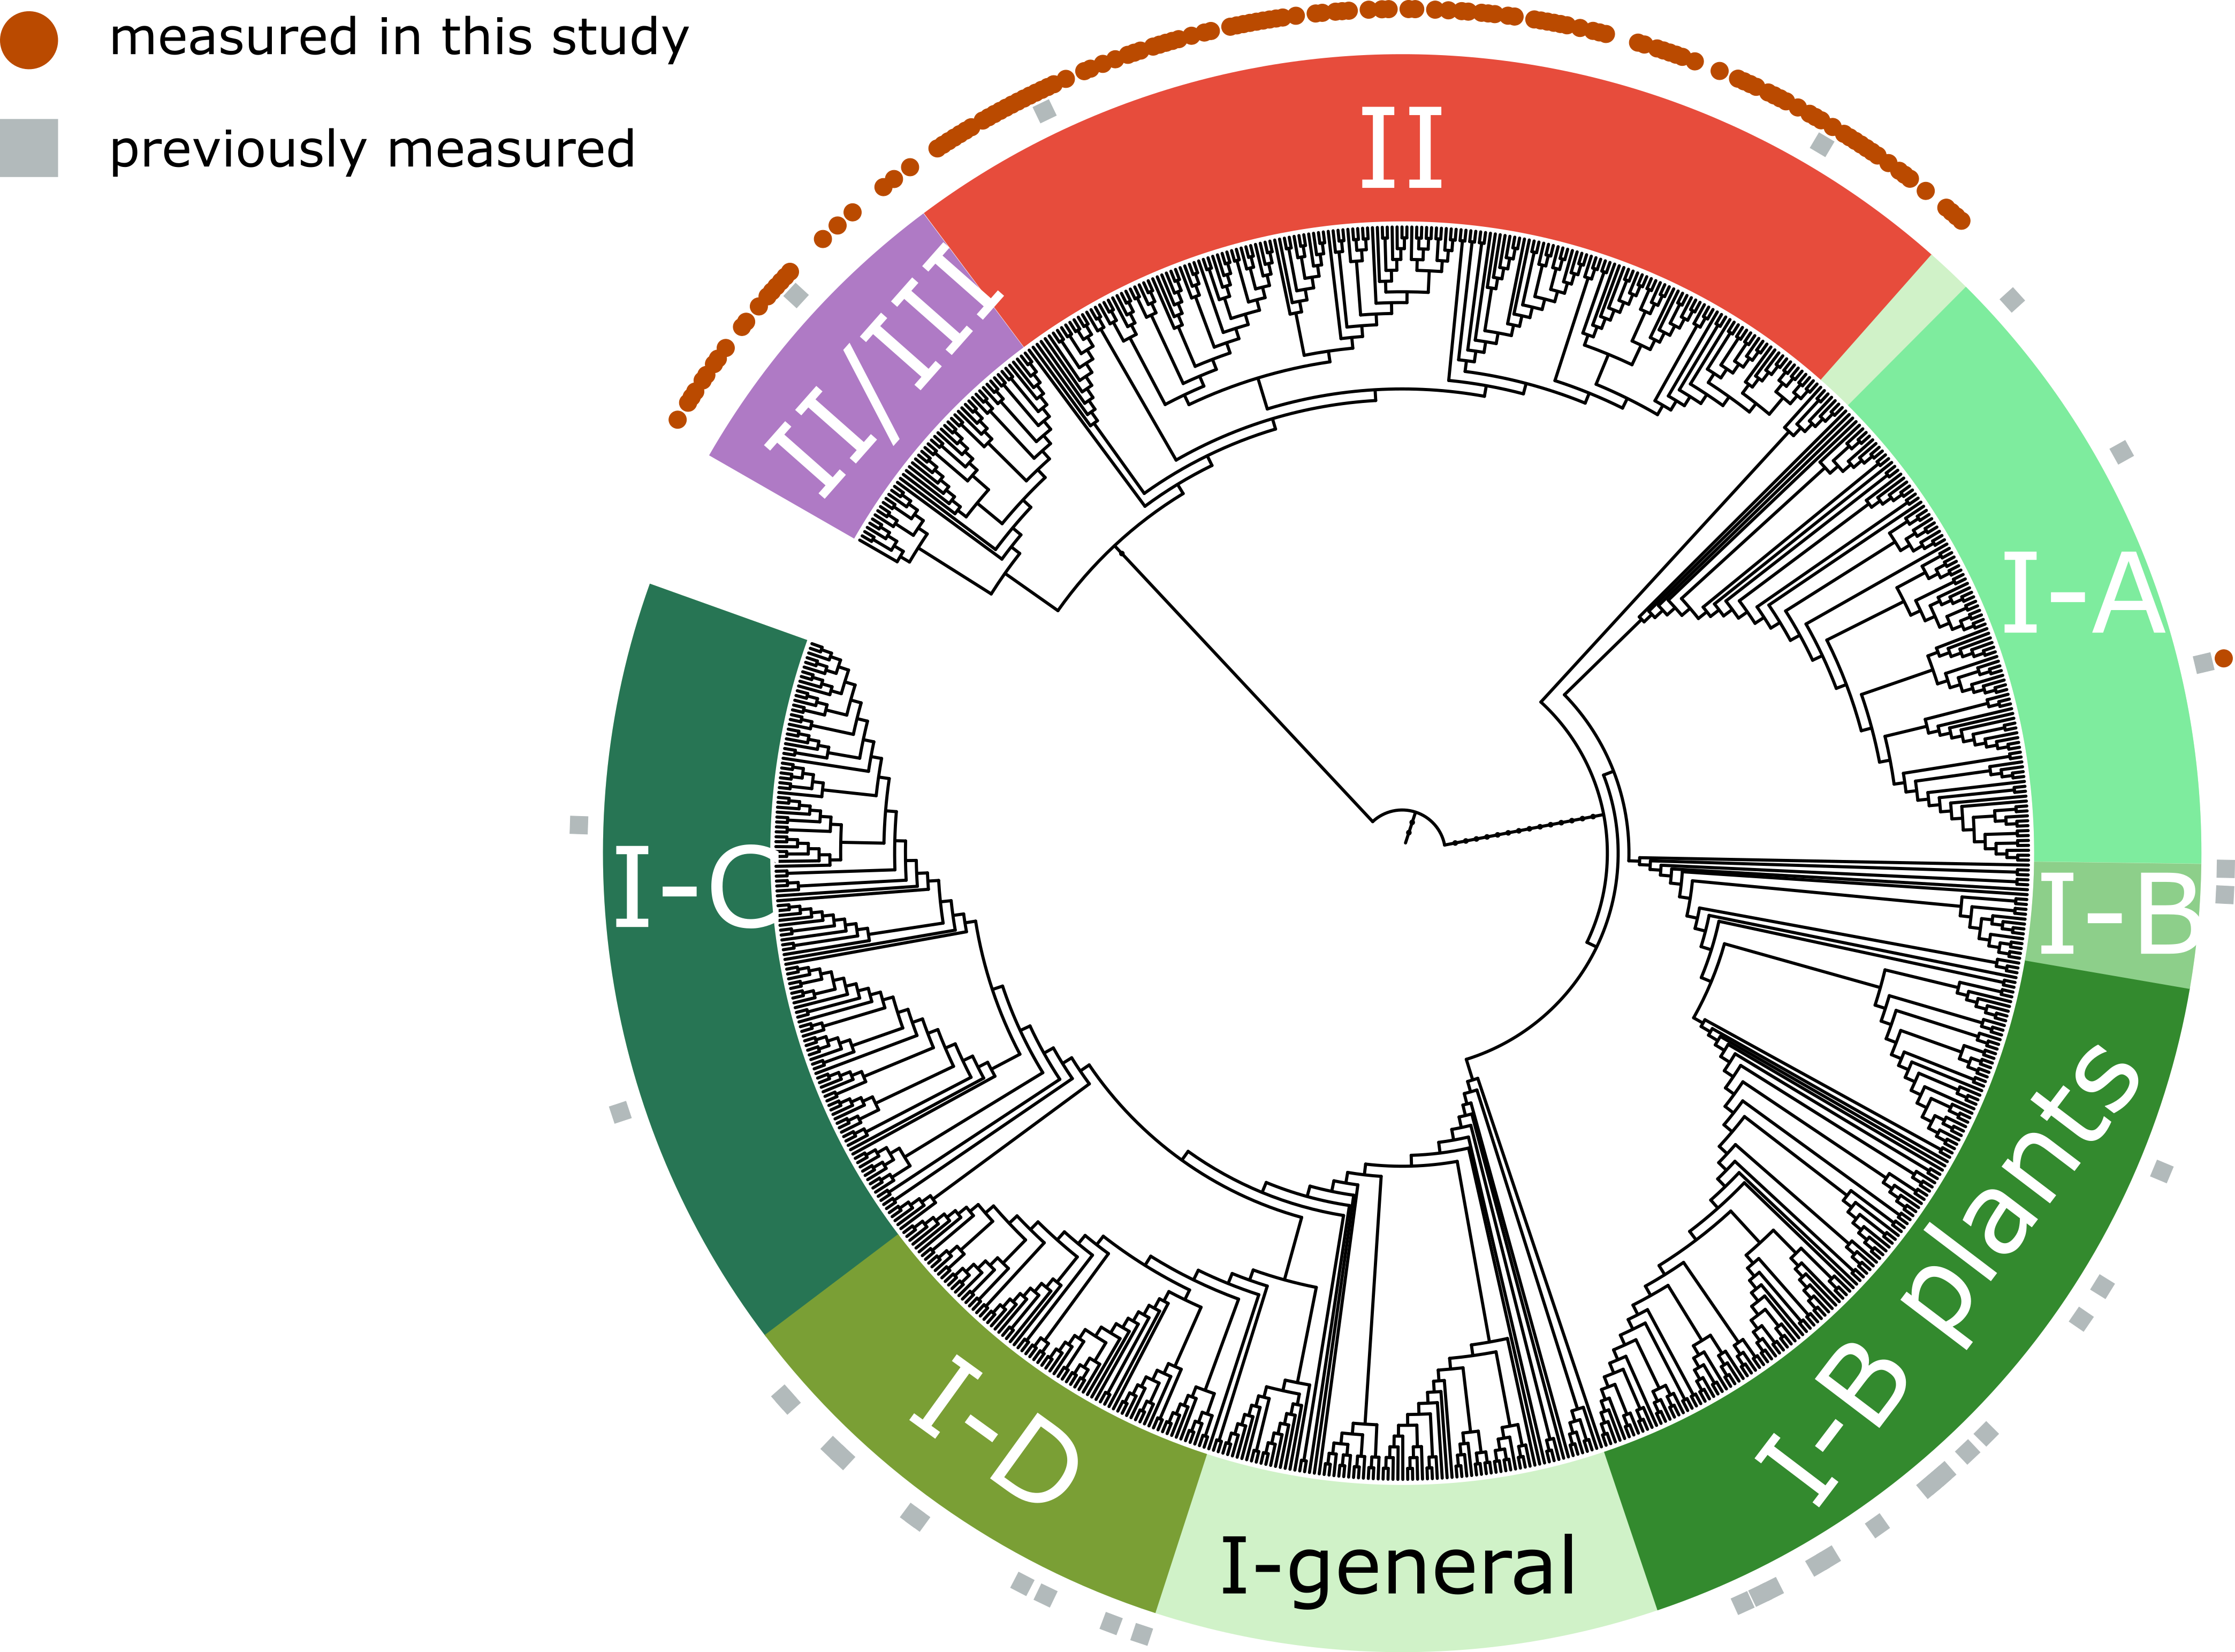 measured in this study
previously measured
II
II/III
I-A
I-B
I-C
I-B plants
I-D
I-general